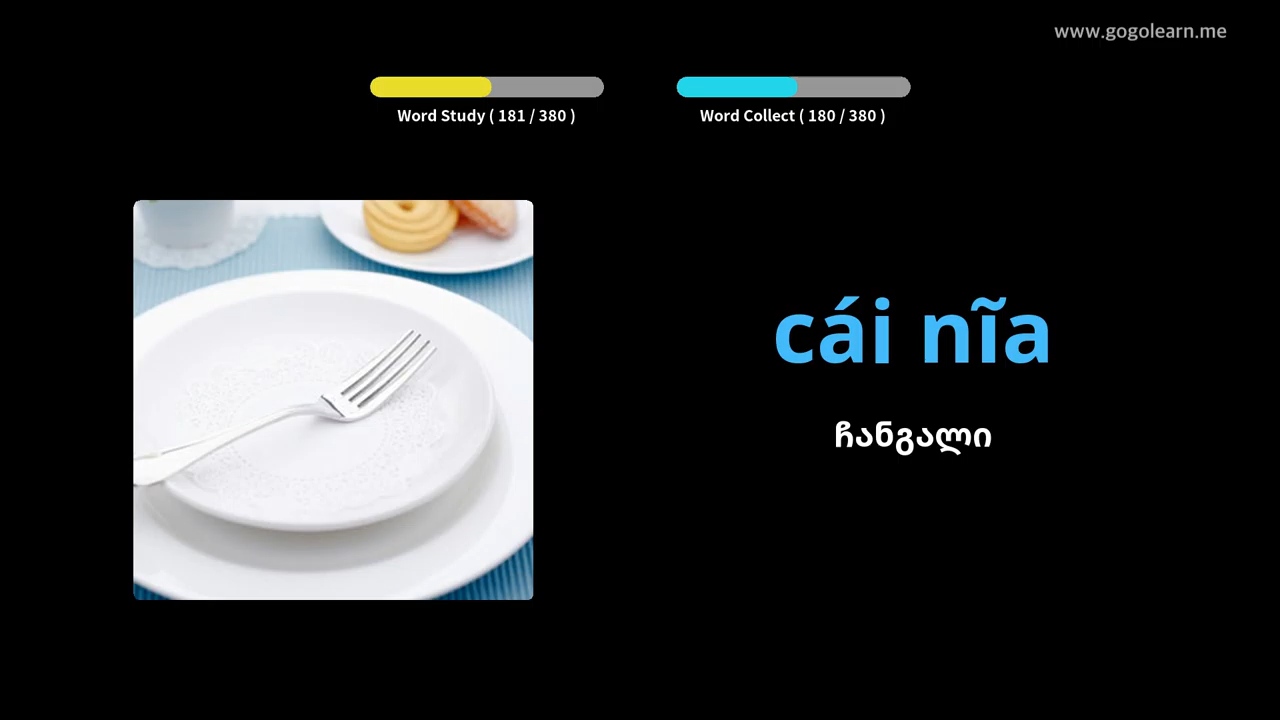 www.gogolearn.me
Word Study ( 181 / 380 )
Word Collect ( 180 / 380 )
cái nĩa
ჩანგალი